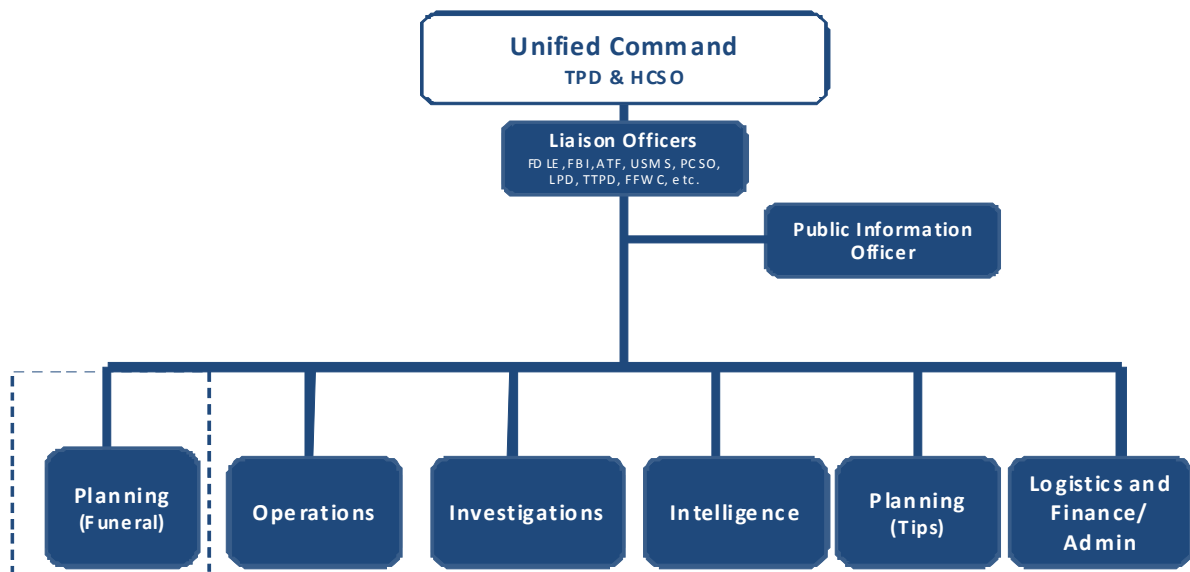 Unified Command
TPD & HCSO
Liaison Officers
FDLE, FBI, ATF, USMS, PCSO,
LPD, TTPD, FFWC, etc.
Public Information
Officer
Planning
(Funeral)
Operations
Investigations
Intelligence
Planning
(Tips)
Logistics and
Finance/
Admin